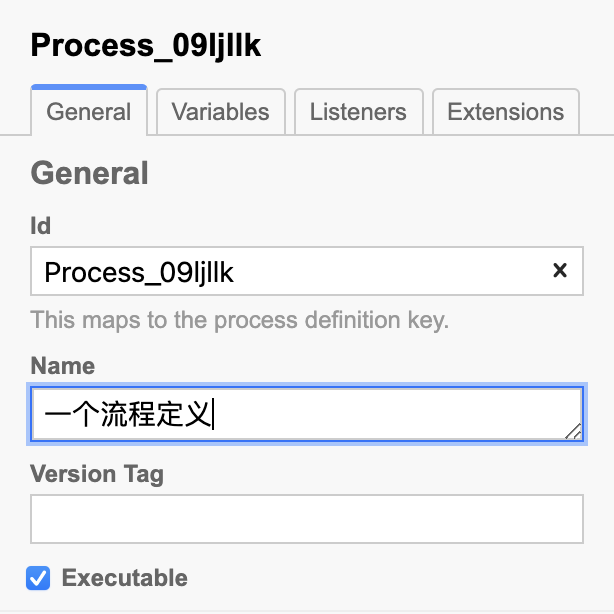 Process_09ljllk
General
Variables
Listeners
Extensions
General
Id
Process_09ljllk
This maps to the process definition key.
Name
一个流程定义
Version Tag
Executable